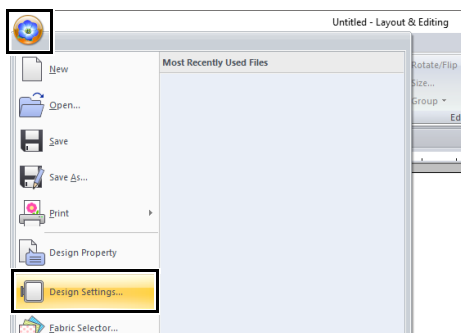 Untitled - Layout & Editing
Most Recently Used Files
New
Open...
Save
Save As...
Print
Design Property
Design Settings...
Fabric Selector...
Rotate/Flip
Size...
Group
Ed